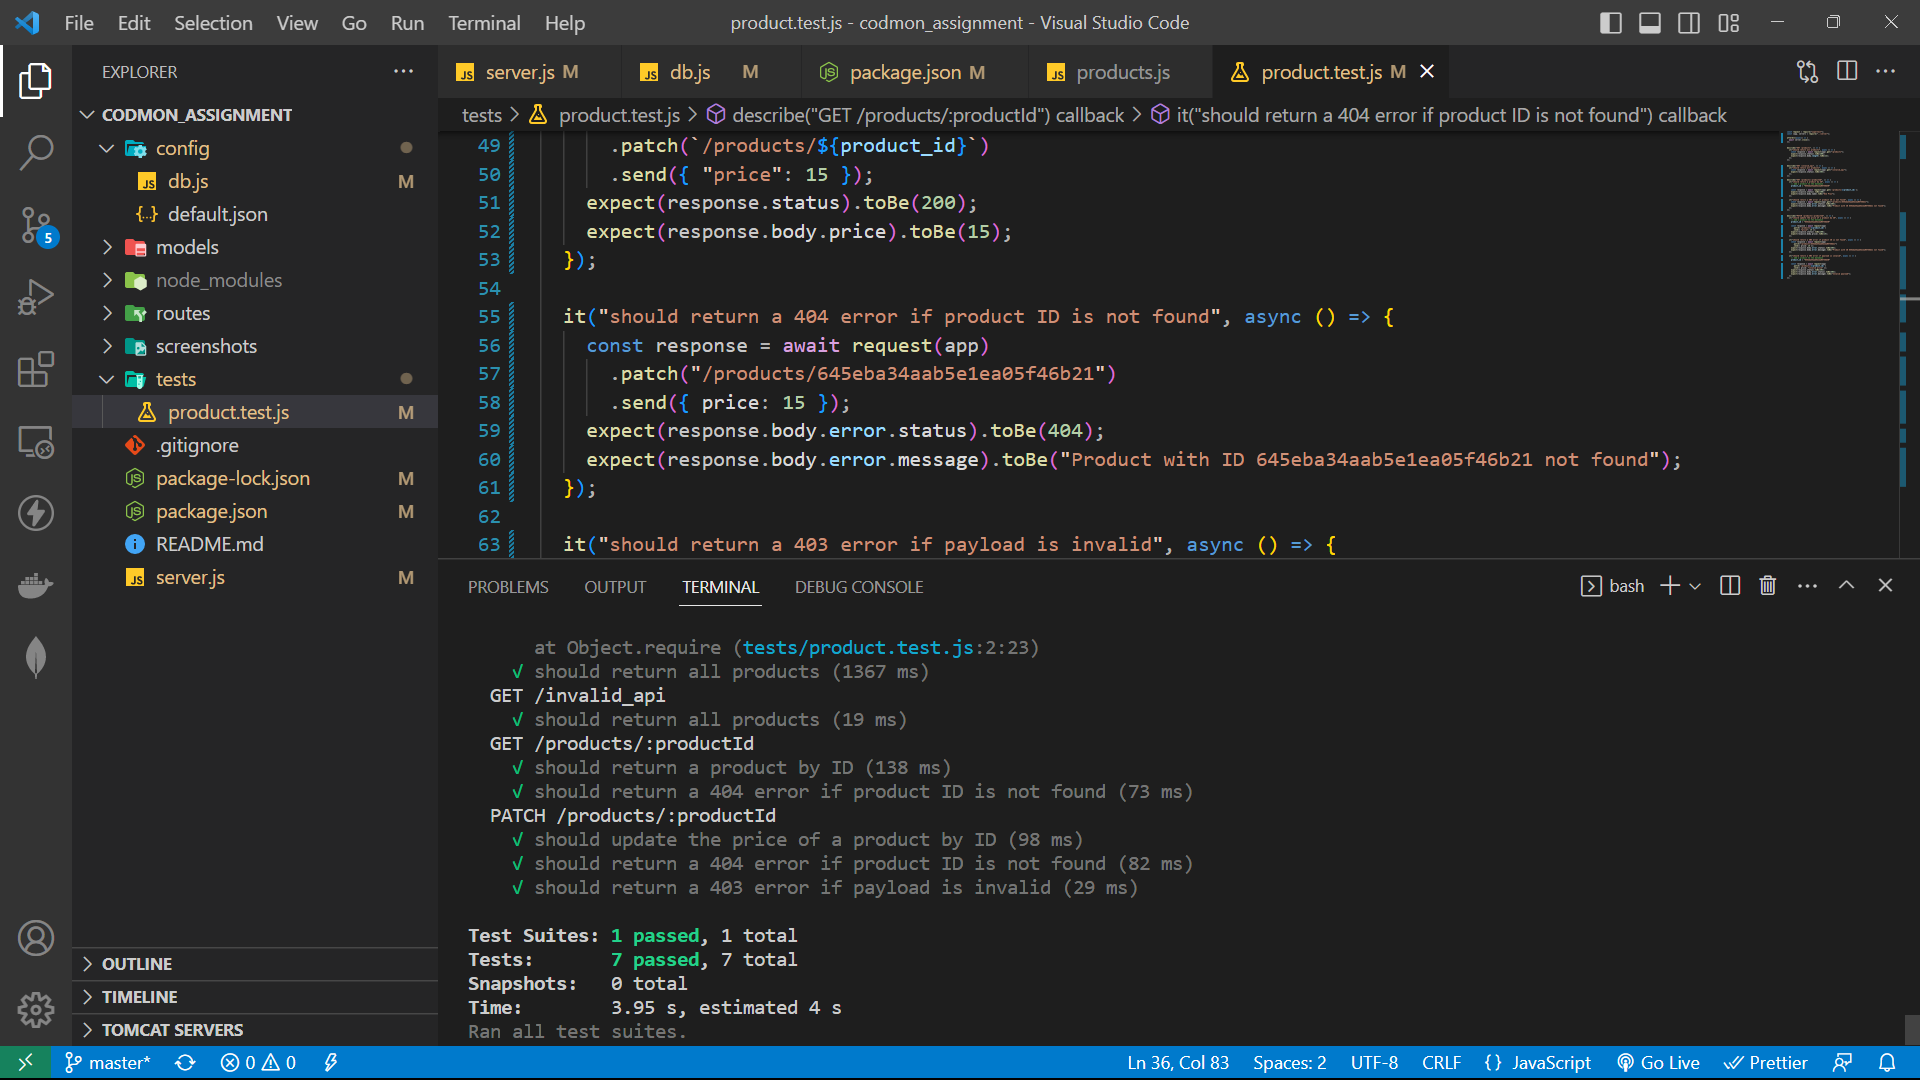 File Edit Selection View Go Run Terminal Help
product.test.js - codmon_assignment - Visual Studio Code
EXPLORER
CODMON_ASSIGNMENT
config
db.js M
default.json
models
node_modules
routes
screenshots
tests
product.test.js M
.gitignore
package-lock.json M
package.json M
README.md
server.js M
OUTLINE
TIMELINE
TOMCAT SERVERS
5
server.js M db.js M package.json M products.js product.test.js M
tests > product.test.js > describe("GET /products/:productId") callback > it("should return a 404 error if product ID is not found") callback
49 .patch(`/products/${product_id}`)
50 .send({ "price": 15 });
51 expect(response.status).toBe(200);
52 expect(response.body.price).toBe(15);
53 });
54
55 it("should return a 404 error if product ID is not found", async () => {
56 const response = await request(app)
57 .patch("/products/645eba34aab5e1ea05f46b21")
58 .send({ price: 15 });
59 expect(response.body.error.status).toBe(404);
60 expect(response.body.error.message).toBe("Product with ID 645eba34aab5e1ea05f46b21 not found");
61 });
62
63 it("should return a 403 error if payload is invalid", async () => {
PROBLEMS OUTPUT TERMINAL DEBUG CONSOLE
bash
at Object.require (tests/product.test.js:2:23)
√ should return all products (1367 ms)
GET /invalid_api
√ should return all products (19 ms)
GET /products/:productId
√ should return a product by ID (138 ms)
√ should return a 404 error if product ID is not found (73 ms)
PATCH /products/:productId
√ should update the price of a product by ID (98 ms)
√ should return a 404 error if product ID is not found (82 ms)
√ should return a 403 error if payload is invalid (29 ms)
Test Suites: 1 passed, 1 total
Tests: 7 passed, 7 total
Snapshots: 0 total
Time: 3.95 s, estimated 4 s
Ran all test suites.
master* 0 0 Ln 36, Col 83 Spaces: 2 UTF-8 CRLF {} JavaScript Go Live Prettier